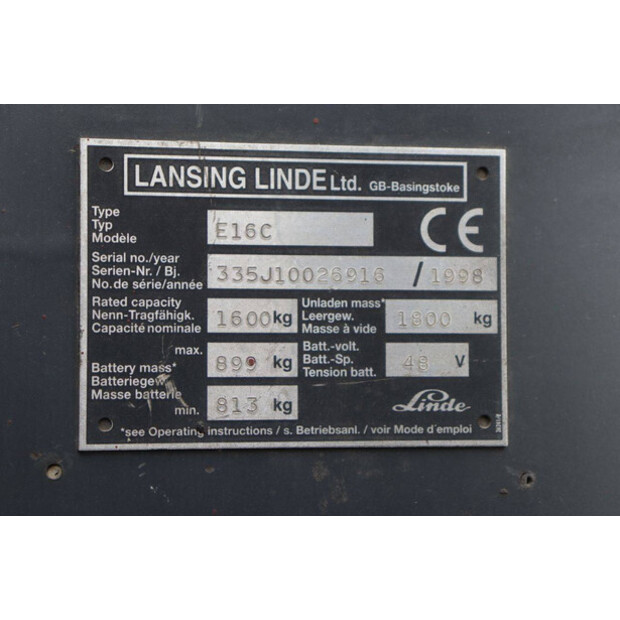 LANSING LINDE Ltd. GB-Basingstoke
Type
Typ
Modèle
E16C
CE
Serial no./year
Serien-Nr. / Bj.
No. de série/année
335J10026916 / 1998
Rated capacity
Nenn-Tragfähigk.
Capacité nominale
1600 kg
Unladen mass*
Leergew.
Masse à vide
1800 kg
max.
899 kg
Battery mass*
Batteriegew
Masse batterie
min.
813 kg
Batt.-volt.
Batt.-Sp.
Tension batt.
48 V
Linde
*see Operating instructions / s. Betriebsanl. / voir Mode d'emploi